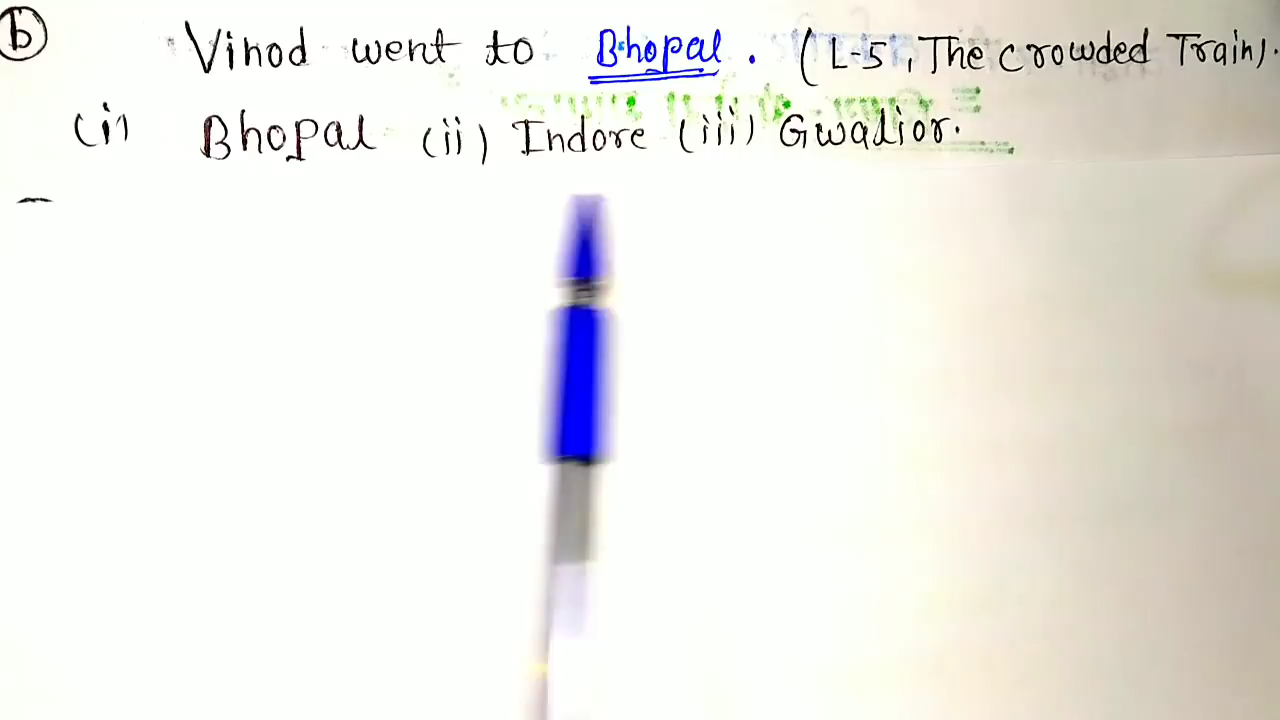 b Vinod went to Bhopal. (L-5, The crowded Train).
(i) Bhopal (ii) Indore (iii) Gwalior.